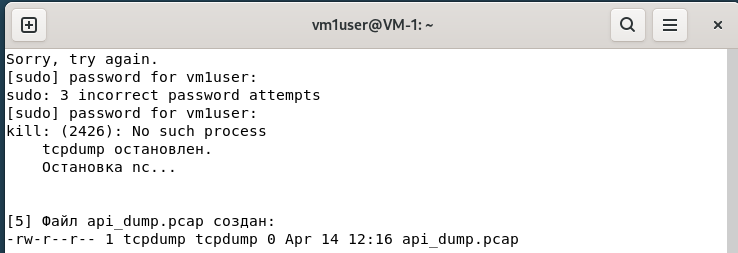 vm1user@VM-1: ~
Sorry, try again.
[sudo] password for vm1user:
sudo: 3 incorrect password attempts
[sudo] password for vm1user:
kill: (2426): No such process
    tcpdump остановлен.
    Остановка nc...
[5] Файл api_dump.pcap создан:
-rw-r--r-- 1 tcpdump tcpdump 0 Apr 14 12:16 api_dump.pcap